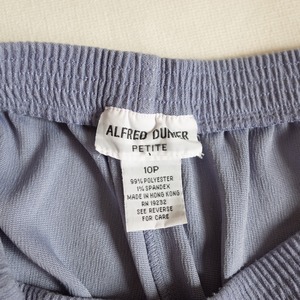 ALFRED DUNNER
PETITE
10P
99% POLYESTER
1% SPANDEX
MADE IN HONG KONG
RN 19232
SEE REVERSE
FOR CARE